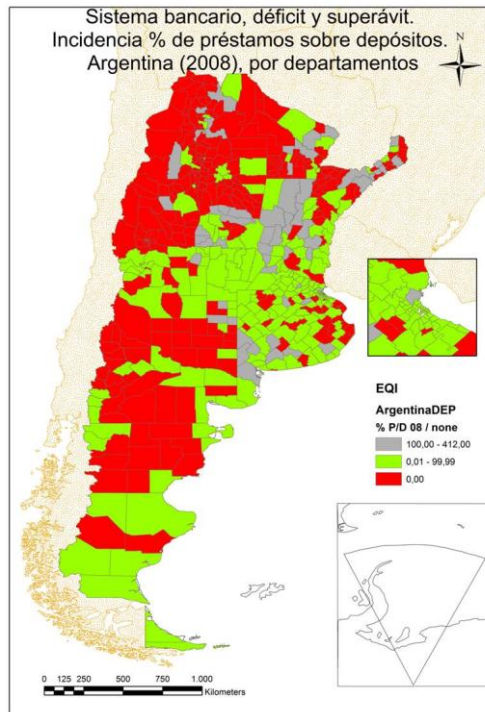 Sistema bancario, déficit y superávit.
Incidencia % de préstamos sobre depósitos.
Argentina (2008), por departamentos
N
EQI
ArgentinaDEP
% P/D 08 / none
100,00 - 412,00
0,01 - 99,99
0,00
0 125 250 500 750 1.000
Kilometers